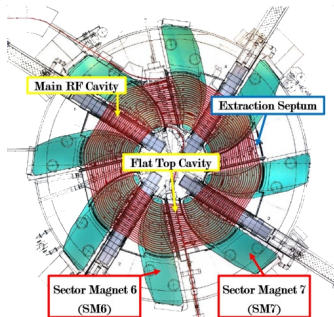 Main RF Cavity
Extraction Septum
Flat Top Cavity
Sector Magnet 6
(SM6)
Sector Magnet 7
(SM7)